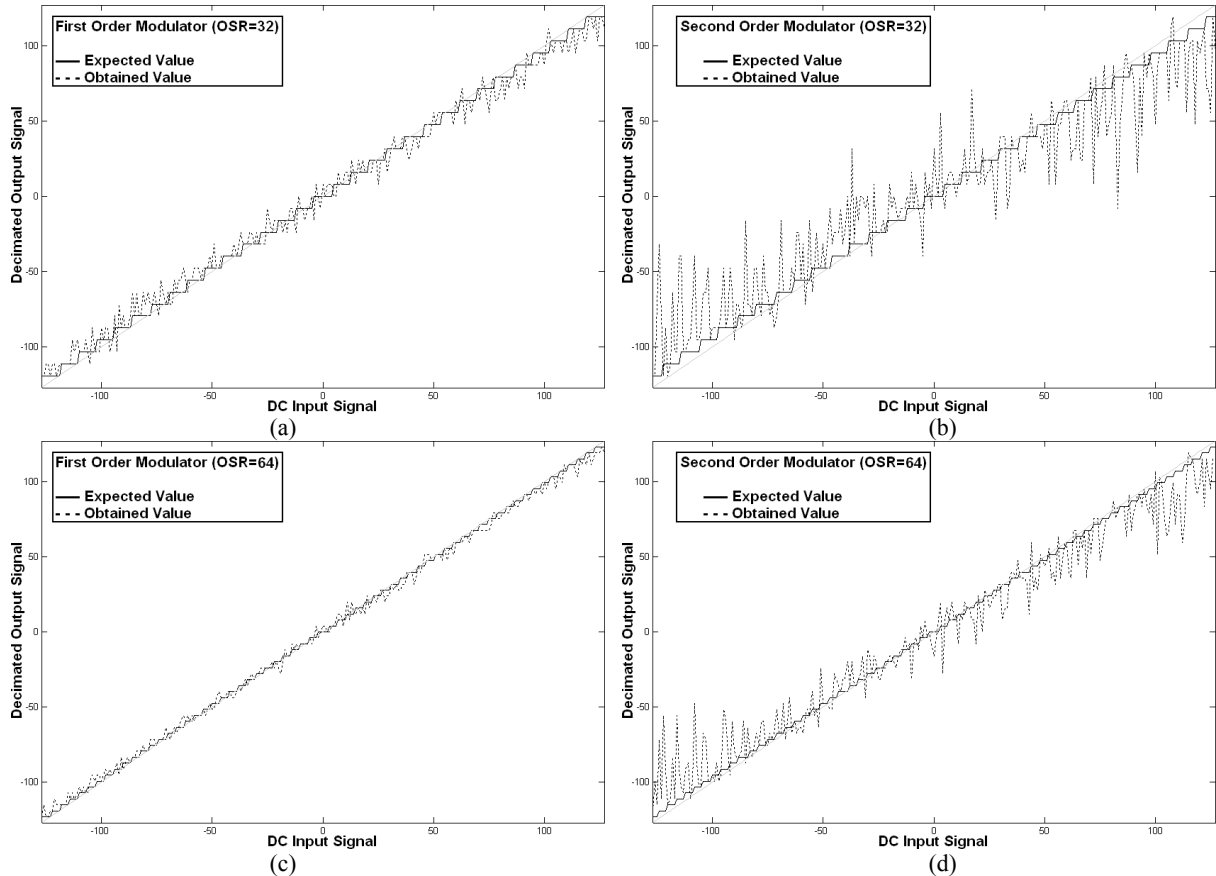 First Order Modulator (OSR=32)
Expected Value
Obtained Value
Decimated Output Signal
100
50
0
-50
-100
-100
-50
0
50
100
DC Input Signal
(a)
Second Order Modulator (OSR=32)
Expected Value
Obtained Value
Decimated Output Signal
100
50
0
-50
-100
-100
-50
0
50
100
DC Input Signal
(b)
First Order Modulator (OSR=64)
Expected Value
Obtained Value
Decimated Output Signal
100
50
0
-50
-100
-100
-50
0
50
100
DC Input Signal
(c)
Second Order Modulator (OSR=64)
Expected Value
Obtained Value
Decimated Output Signal
100
50
0
-50
-100
-100
-50
0
50
100
DC Input Signal
(d)